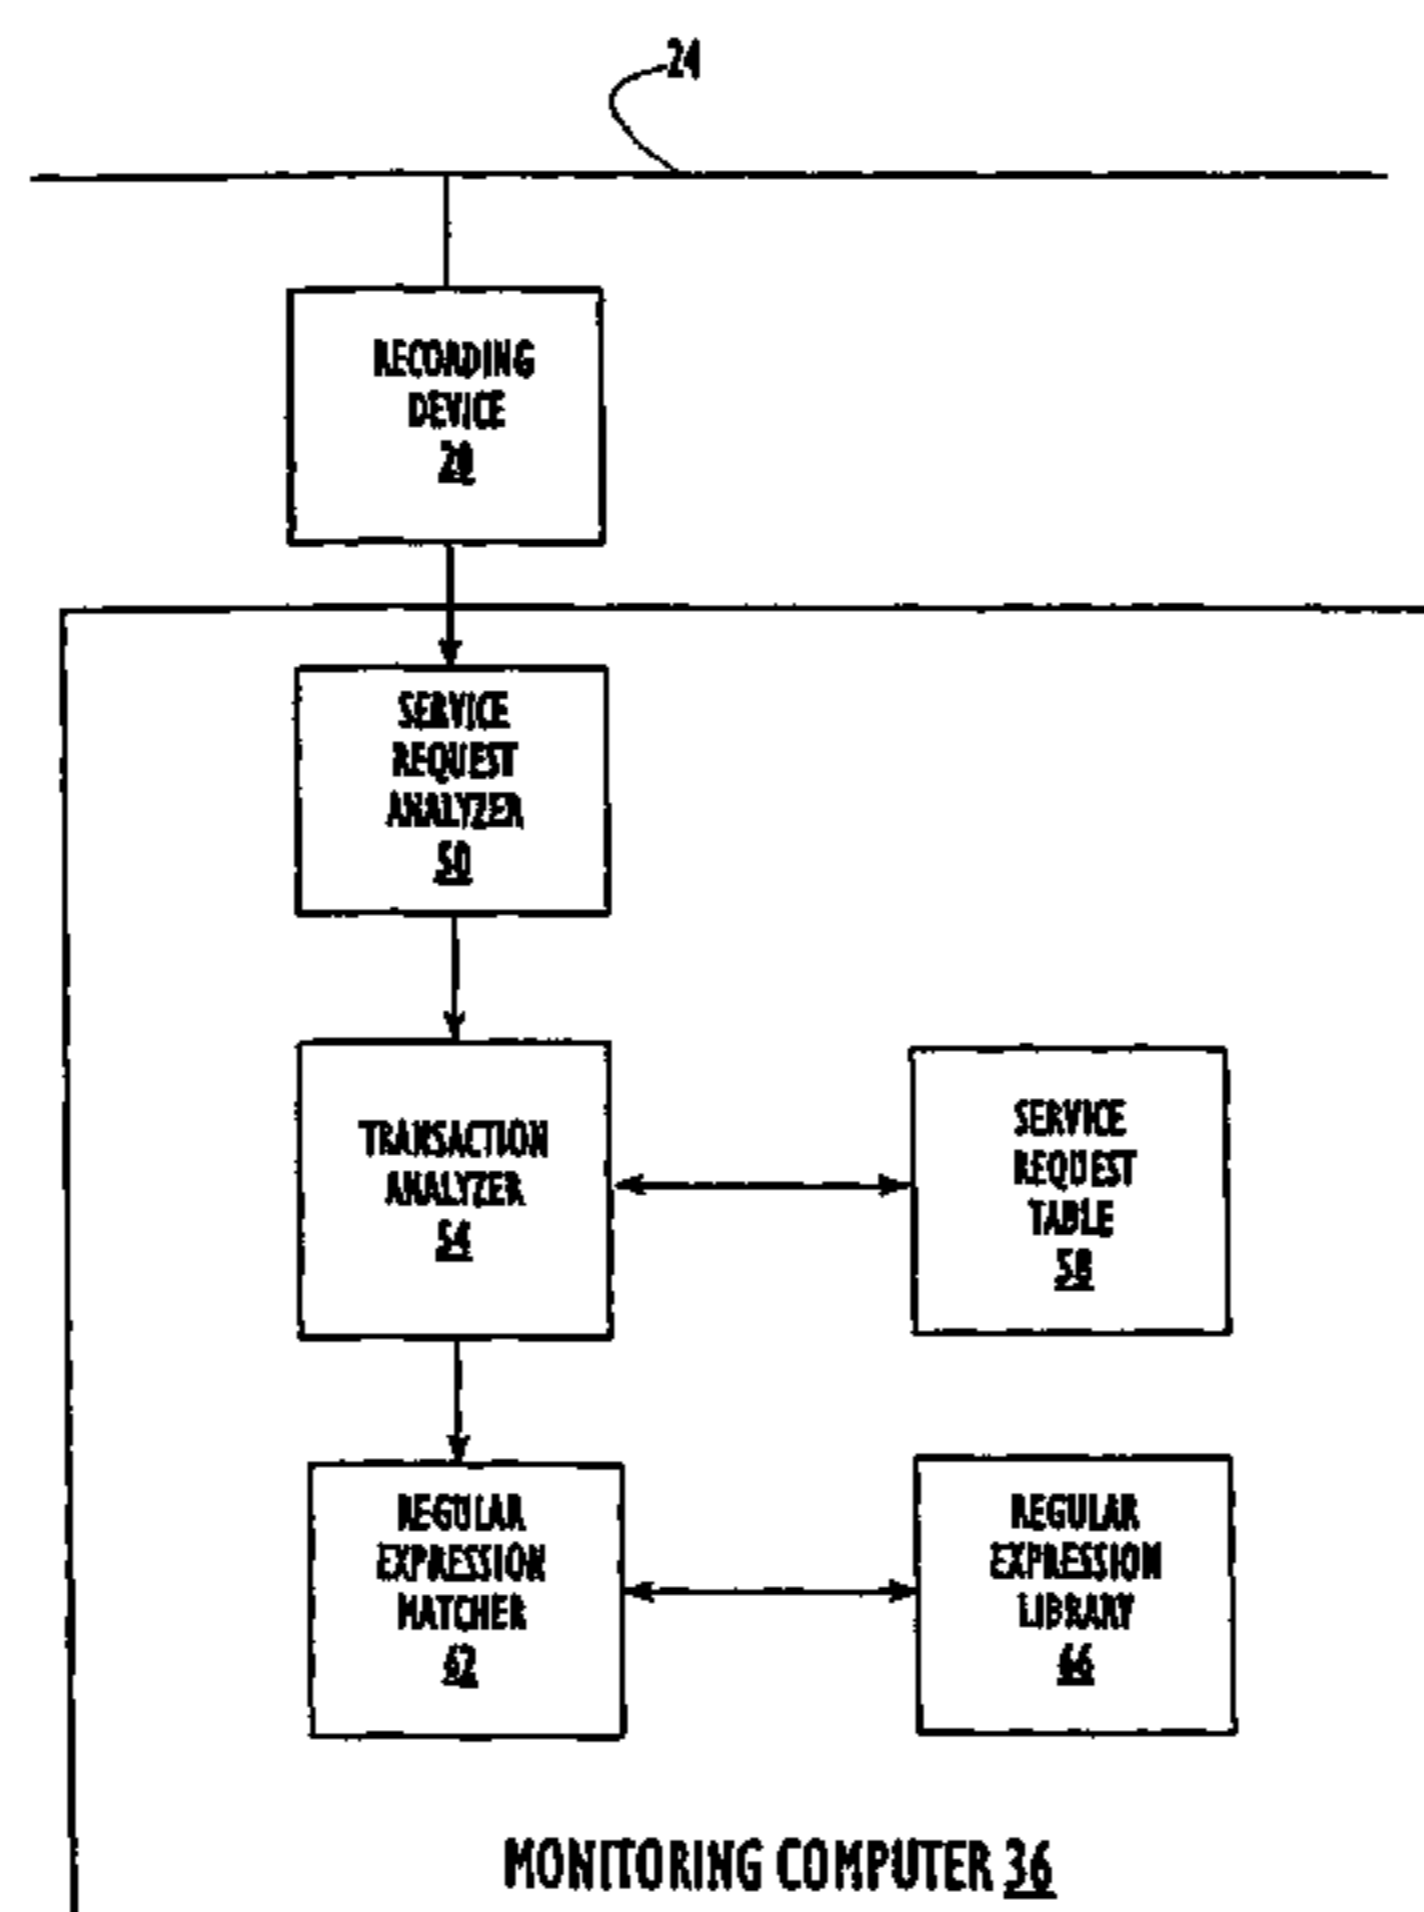 24
RECORDING
DEVICE
28
SERVICE
REQUEST
ANALYZER
50
TRANSACTION
ANALYZER
54
SERVICE
REQUEST
TABLE
58
REGULAR
EXPRESSION
MATCHER
62
REGULAR
EXPRESSION
LIBRARY
66
MONITORING COMPUTER 36